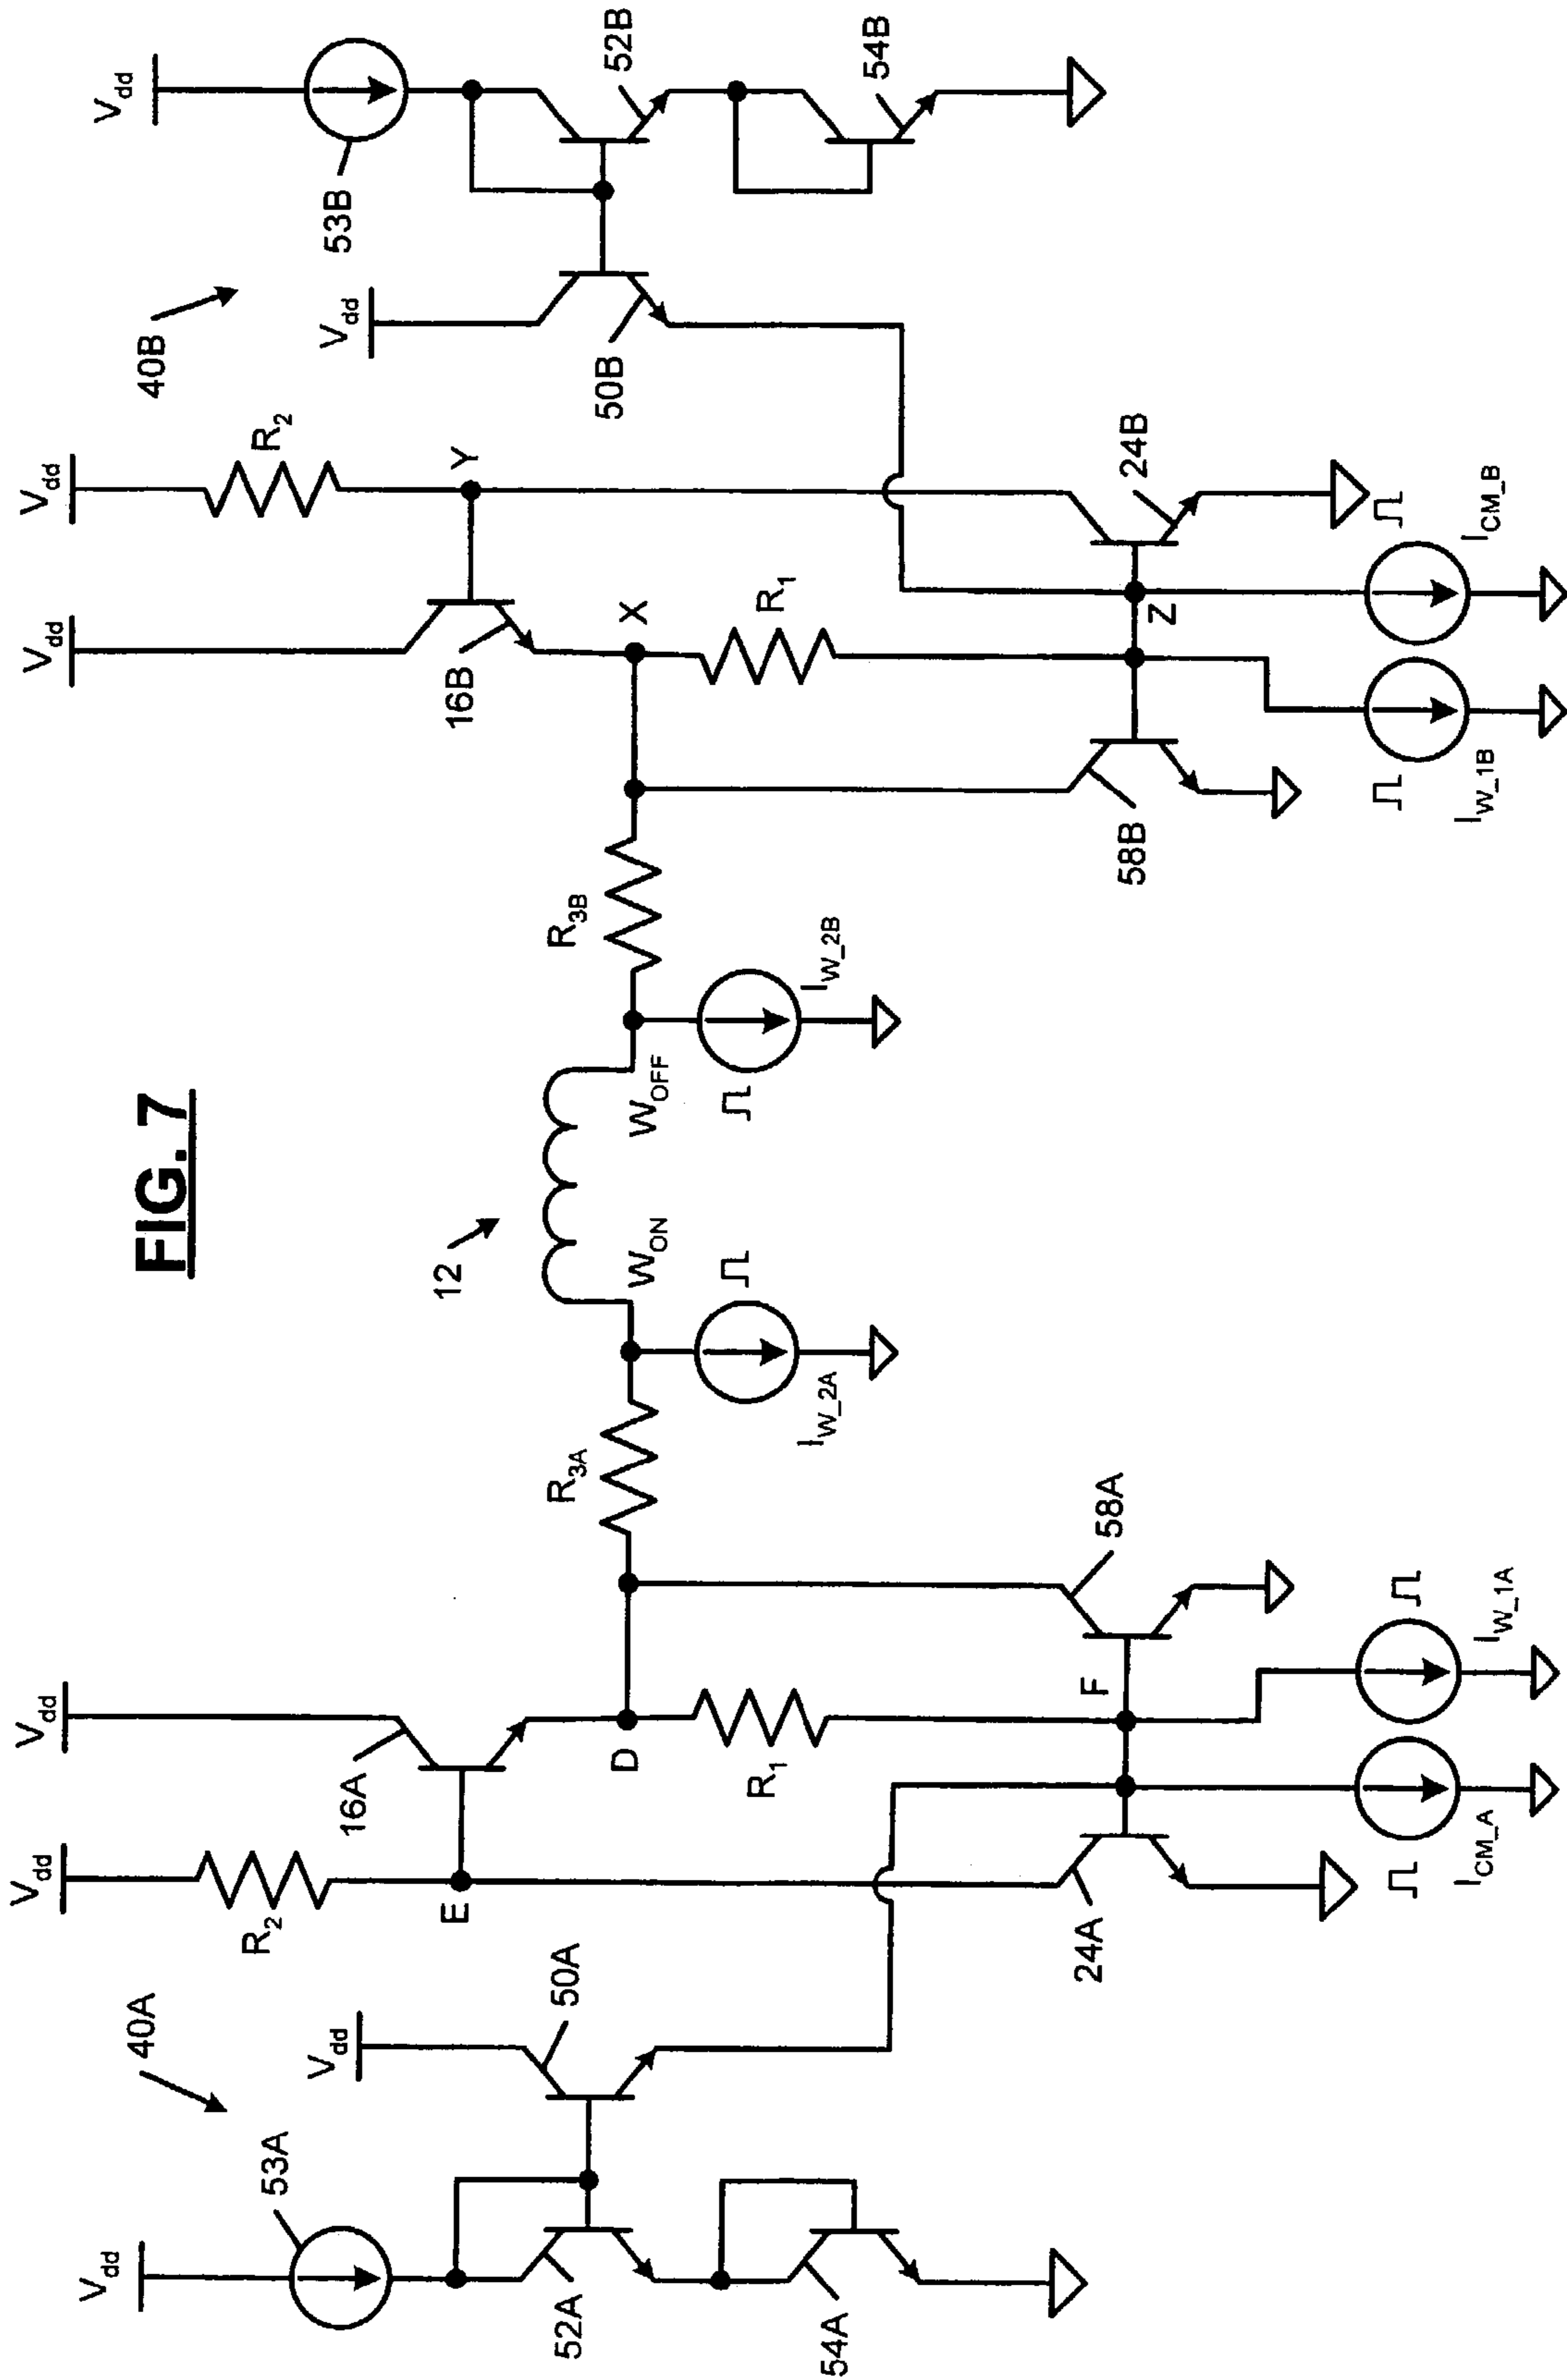 FIG. 7
40A
40B
V_dd
V_dd
V_dd
V_dd
V_dd
V_dd
V_dd
V_dd
53A
52A
54A
50A
R_2
E
16A
D
R_1
F
24A
58A
I_CM_A
I_W_1A
R_3A
I_W_2A
W_ON
12
W_OFF
I_W_2B
R_3B
X
16B
Y
R_2
R_1
Z
58B
24B
I_W_1B
I_CM_B
50B
53B
52B
54B